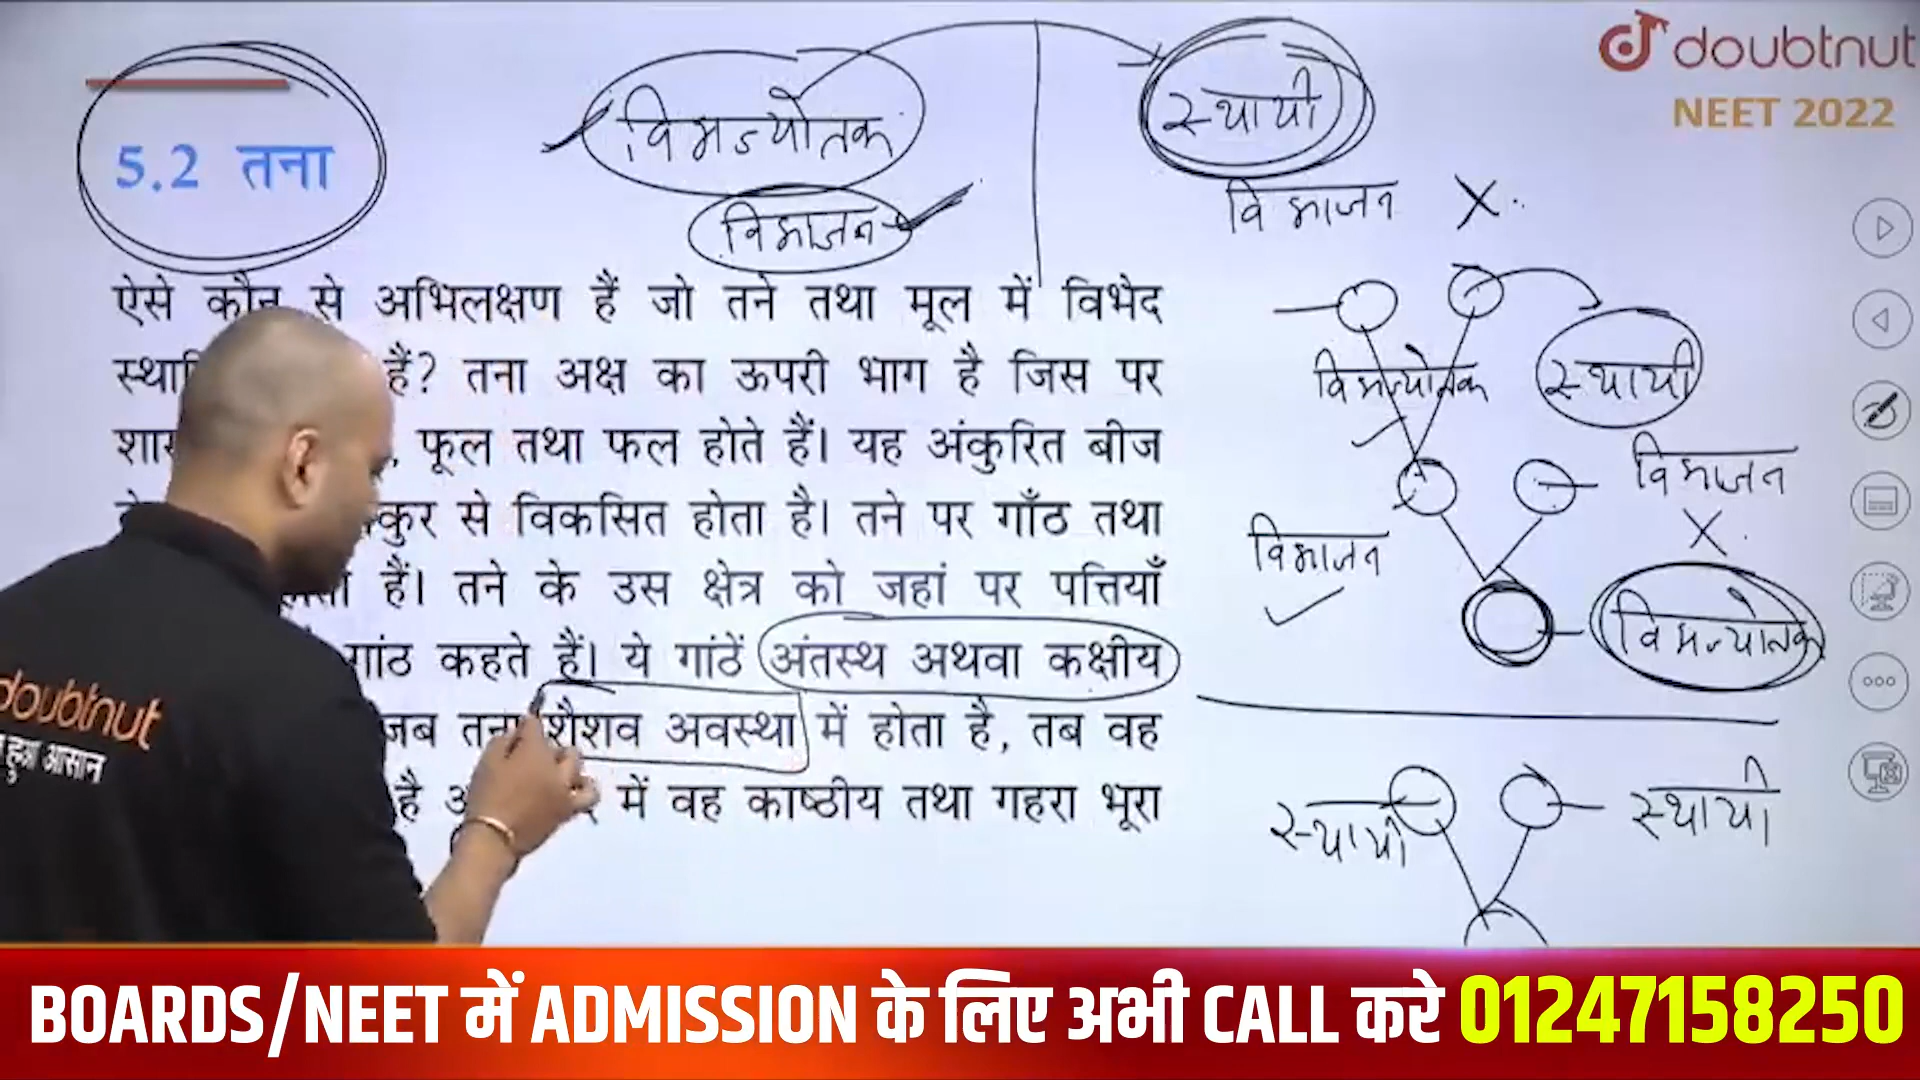 doubtnut
NEET 2022
5.2 तना
विभज्योतक
स्थायी
विभाजन
विभाजन X
ऐसे कौन से अभिलक्षण हैं जो तने तथा मूल में विभेद
हैं? तना अक्ष का ऊपरी भाग है जिस पर
फूल तथा फल होते हैं। यह अंकुरित बीज
से विकसित होता है। तने पर गाँठ तथा
हैं। तने के उस क्षेत्र को जहां पर पत्तियाँ
गांठ कहते हैं। ये गांठें अंतस्थ अथवा कक्षीय
जब तना शैशव अवस्था में होता है, तब वह
है में वह काष्ठीय तथा गहरा भूरा
विभज्योतक
स्थायी
विभाजन
X
विभाजन
विभज्योतक
स्थायी
स्थायी
doubtnut
हुआ आसान
BOARDS/NEET में ADMISSION के लिए अभी CALL करे 01247158250